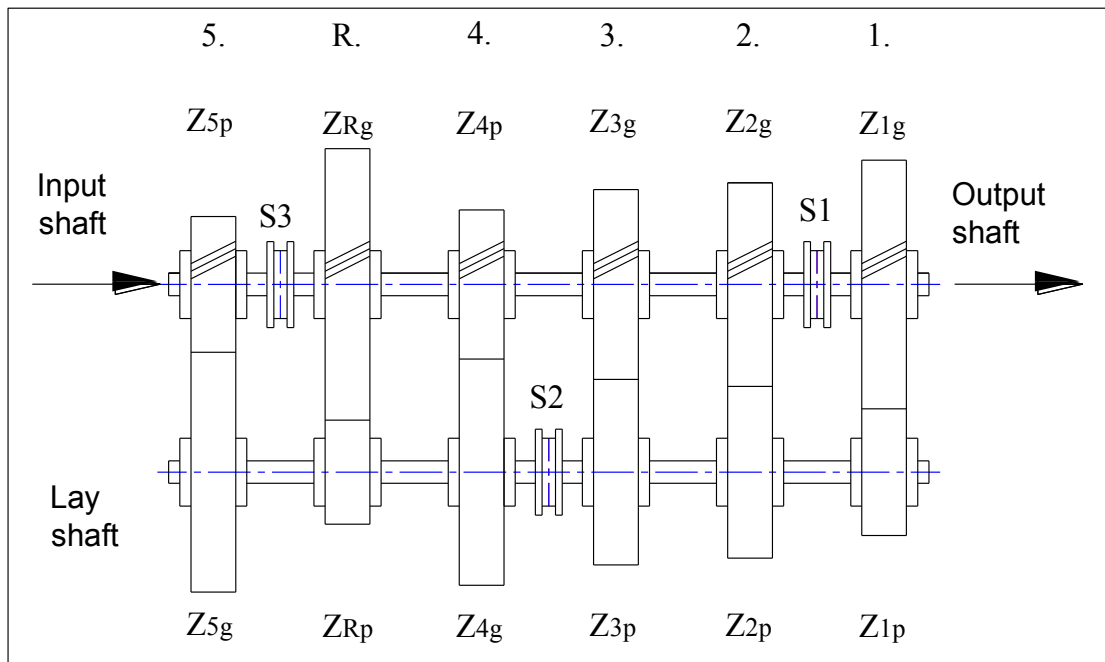 5. R. 4. 3. 2. 1.
Z5p ZRg Z4p Z3g Z2g Z1g
Input
shaft
S3
S1
Output
shaft
S2
Lay
shaft
Z5g ZRp Z4g Z3p Z2p Z1p